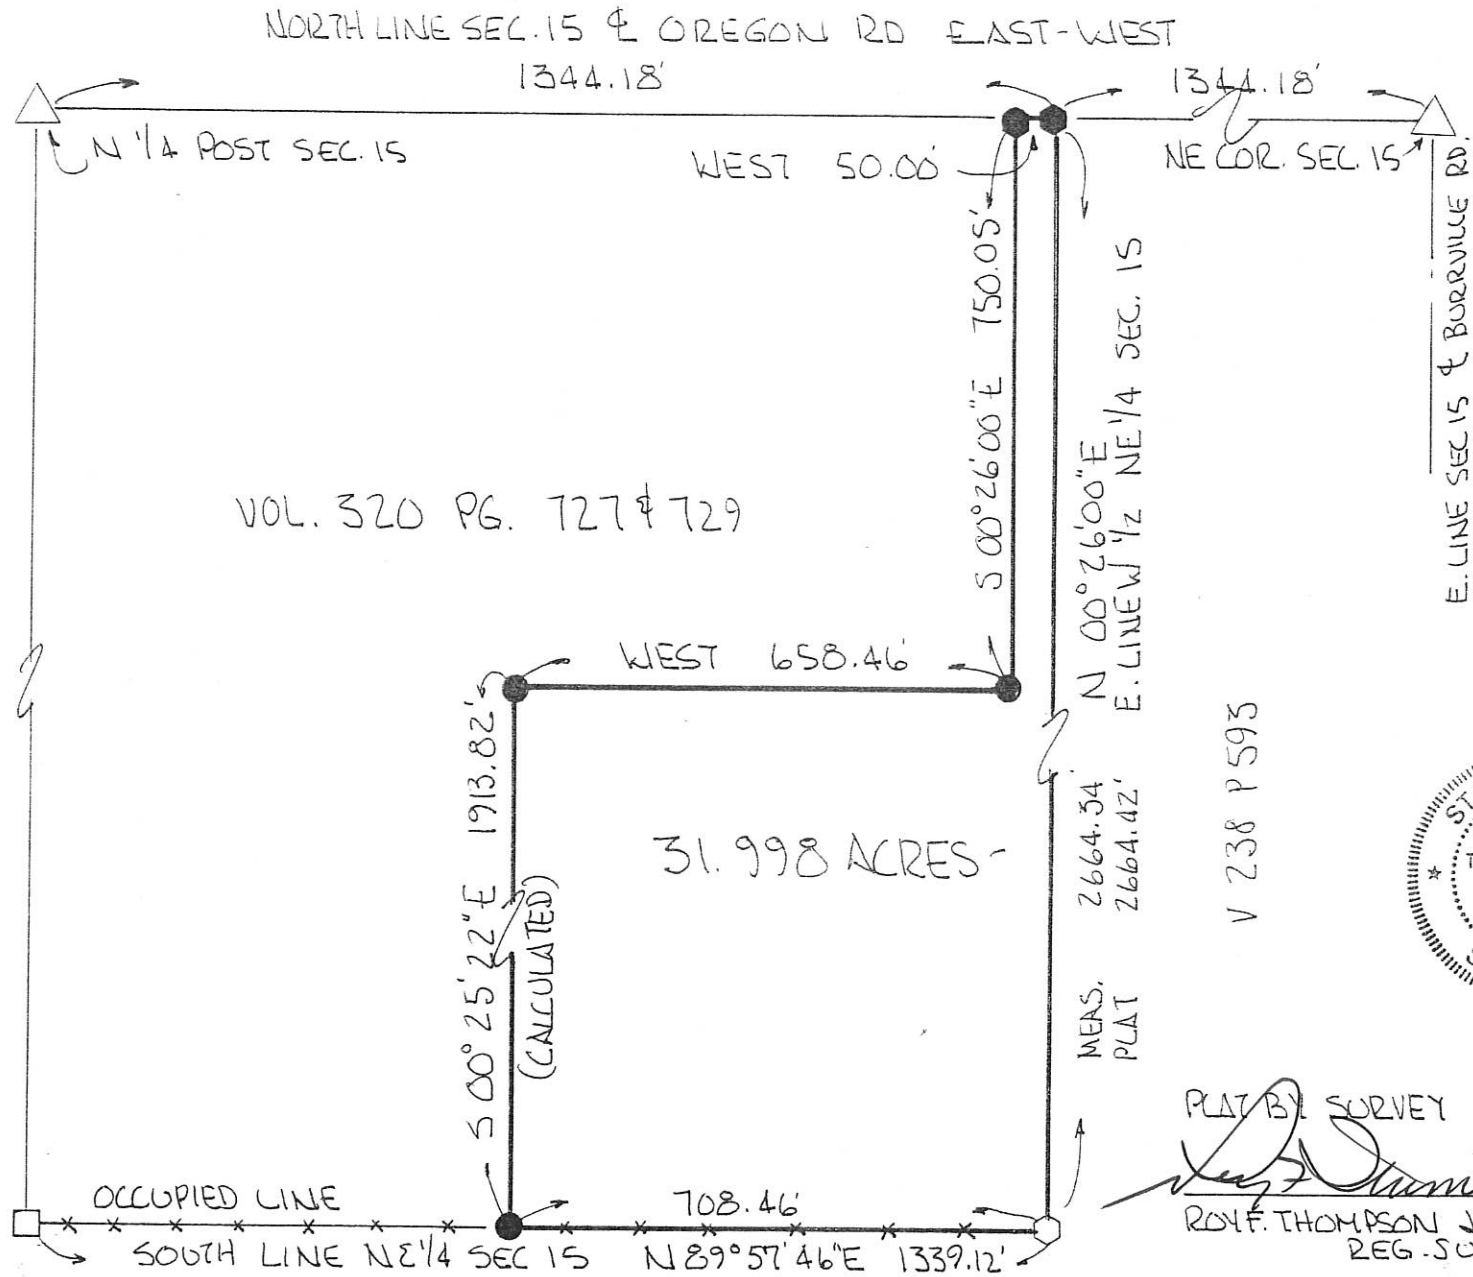 NORTH LINE SEC. 15 ℄ OREGON RD EAST-WEST
1344.18' 1344.18'
N 1/4 POST SEC. 15
WEST 50.00'
NE COR. SEC. 15
S 00°26'00"E 750.05'
N 00°26'00"E
E. LINE W 1/2 NE 1/4 SEC. 15
E. LINE SEC 15 ℄ BURRVILLE RD.
VOL. 320 PG. 727 & 729
WEST 658.46'
S 00°25'22"E 1913.82'
(CALCULATED)
31.998 ACRES
MEAS. 2664.34
PLAT 2664.42'
V 238 P 593
ST
PLAT BY SURVEY
ROY F. THOMPSON
REG. SU
OCCUPIED LINE
708.46'
SOUTH LINE NE 1/4 SEC 15 N 89°57'46"E 1339.12'